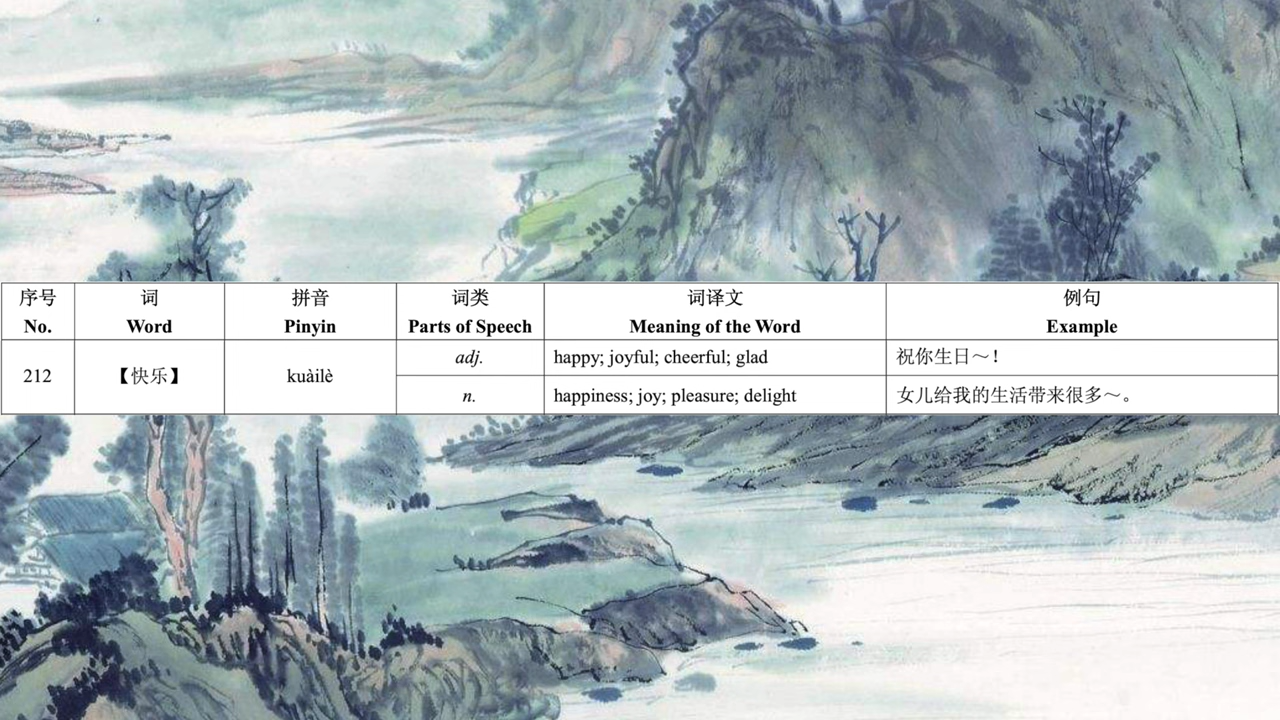 序号 词 拼音 词类 词译文 例句
No. Word Pinyin Parts of Speech Meaning of the Word Example
212 【快乐】 kuàilè adj. happy; joyful; cheerful; glad 祝你生日～！
n. happiness; joy; pleasure; delight 女儿给我的生活带来很多～。